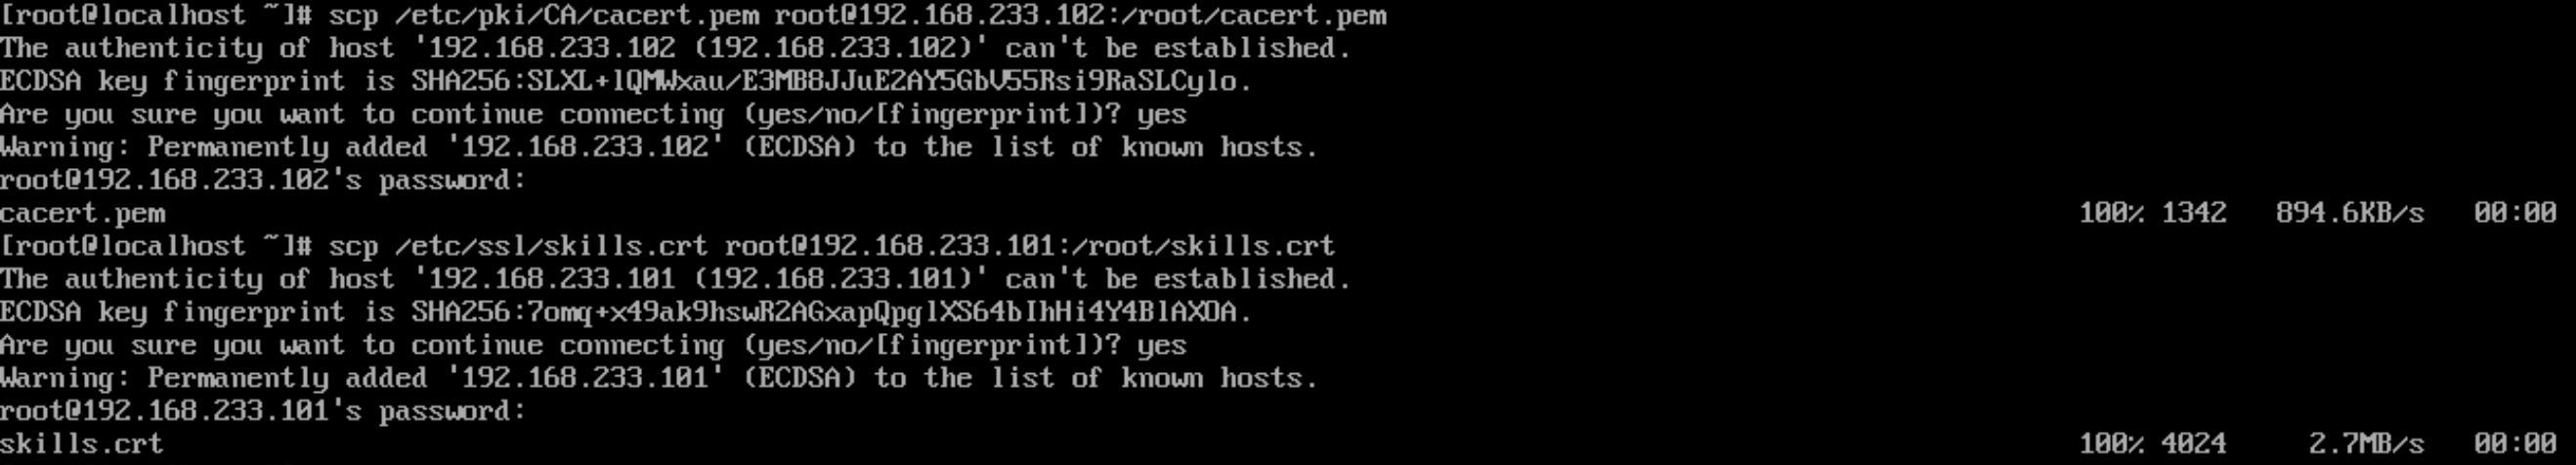 [root@localhost ~]# scp /etc/pki/CA/cacert.pem root@192.168.233.102:/root/cacert.pem
The authenticity of host '192.168.233.102 (192.168.233.102)' can't be established.
ECDSA key fingerprint is SHA256:SLXL+lQMWxau/E3MB8JJuE2AY5GbV55Rsi9RaSLCylo.
Are you sure you want to continue connecting (yes/no/[fingerprint])? yes
Warning: Permanently added '192.168.233.102' (ECDSA) to the list of known hosts.
root@192.168.233.102's password:
cacert.pem 100% 1342 894.6KB/s 00:00
[root@localhost ~]# scp /etc/ssl/skills.crt root@192.168.233.101:/root/skills.crt
The authenticity of host '192.168.233.101 (192.168.233.101)' can't be established.
ECDSA key fingerprint is SHA256:7omq+x49ak9hswR2AGxapQpglXS64bIhHi4Y4BlAXOA.
Are you sure you want to continue connecting (yes/no/[fingerprint])? yes
Warning: Permanently added '192.168.233.101' (ECDSA) to the list of known hosts.
root@192.168.233.101's password:
skills.crt 100% 4024 2.7MB/s 00:00